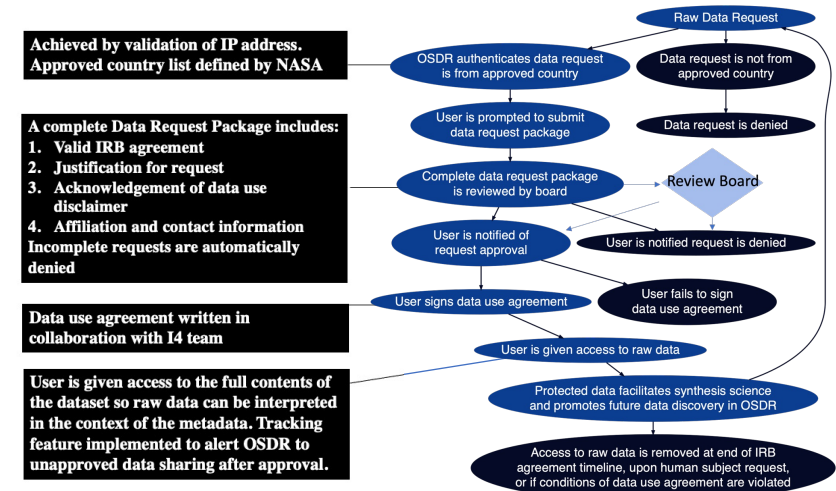 Raw Data Request
Achieved by validation of IP address.
Approved country list defined by NASA
OSDR authenticates data request
is from approved country
Data request is not from
approved country
User is prompted to submit
data request package
Data request is denied
A complete Data Request Package includes:
1. Valid IRB agreement
2. Justification for request
3. Acknowledgement of data use
disclaimer
4. Affiliation and contact information
Incomplete requests are automatically
denied
Complete data request package
is reviewed by board
Review Board
User is notified of
request approval
User is notified request is denied
User signs data use agreement
User fails to sign
data use agreement
Data use agreement written in
collaboration with I4 team
User is given access to raw data
User is given access to the full contents of
the dataset so raw data can be interpreted
in the context of the metadata. Tracking
feature implemented to alert OSDR to
unapproved data sharing after approval.
Protected data facilitates synthesis science
and promotes future data discovery in OSDR
Access to raw data is removed at end of IRB
agreement timeline, upon human subject request,
or if conditions of data use agreement are violated